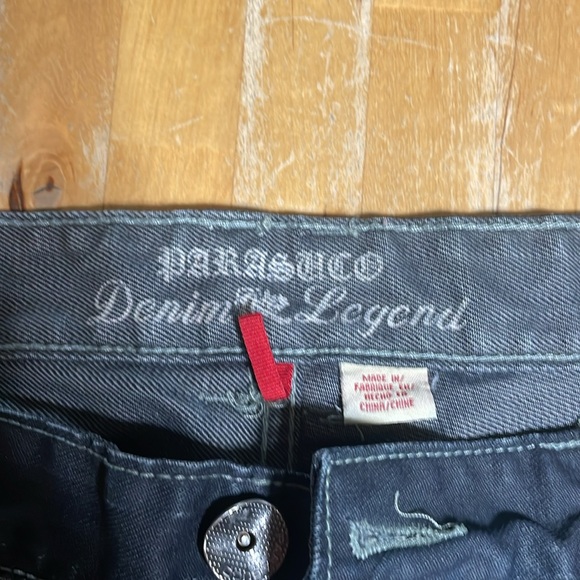 PARASUCO
Denim Legend
MADE IN/
FABRIQUE EN/
HECHO EN
CHINA/CHINE